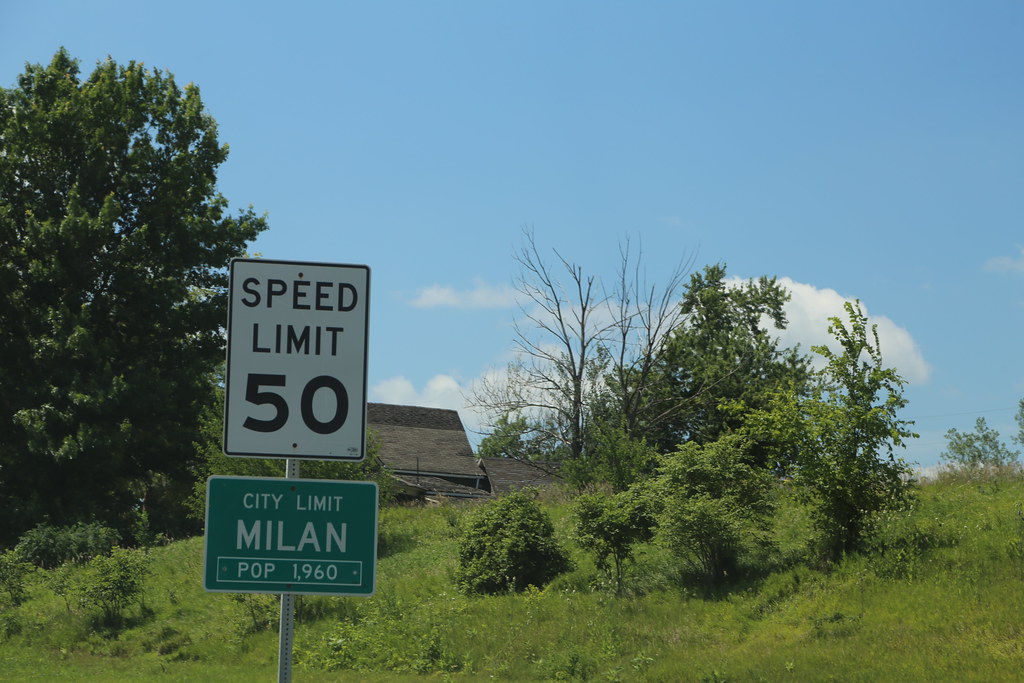 SPEED
LIMIT
50
CITY LIMIT
MILAN
POP 1,960